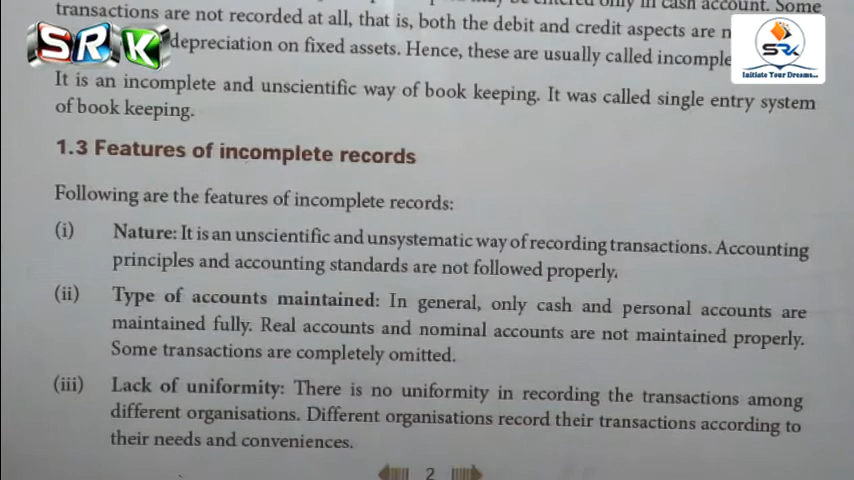 entered only in cash account. Some
transactions are not recorded at all, that is, both the debit and credit aspects are n
depreciation on fixed assets. Hence, these are usually called incomple
It is an incomplete and unscientific way of book keeping. It was called single entry system
of book keeping.
1.3 Features of incomplete records
Following are the features of incomplete records:
(i) Nature: It is an unscientific and unsystematic way of recording transactions. Accounting
principles and accounting standards are not followed properly.
(ii) Type of accounts maintained: In general, only cash and personal accounts are
maintained fully. Real accounts and nominal accounts are not maintained properly.
Some transactions are completely omitted.
(iii) Lack of uniformity: There is no uniformity in recording the transactions among
different organisations. Different organisations record their transactions according to
their needs and conveniences.
2
SRK
SRK
Initiate Your Dreams...